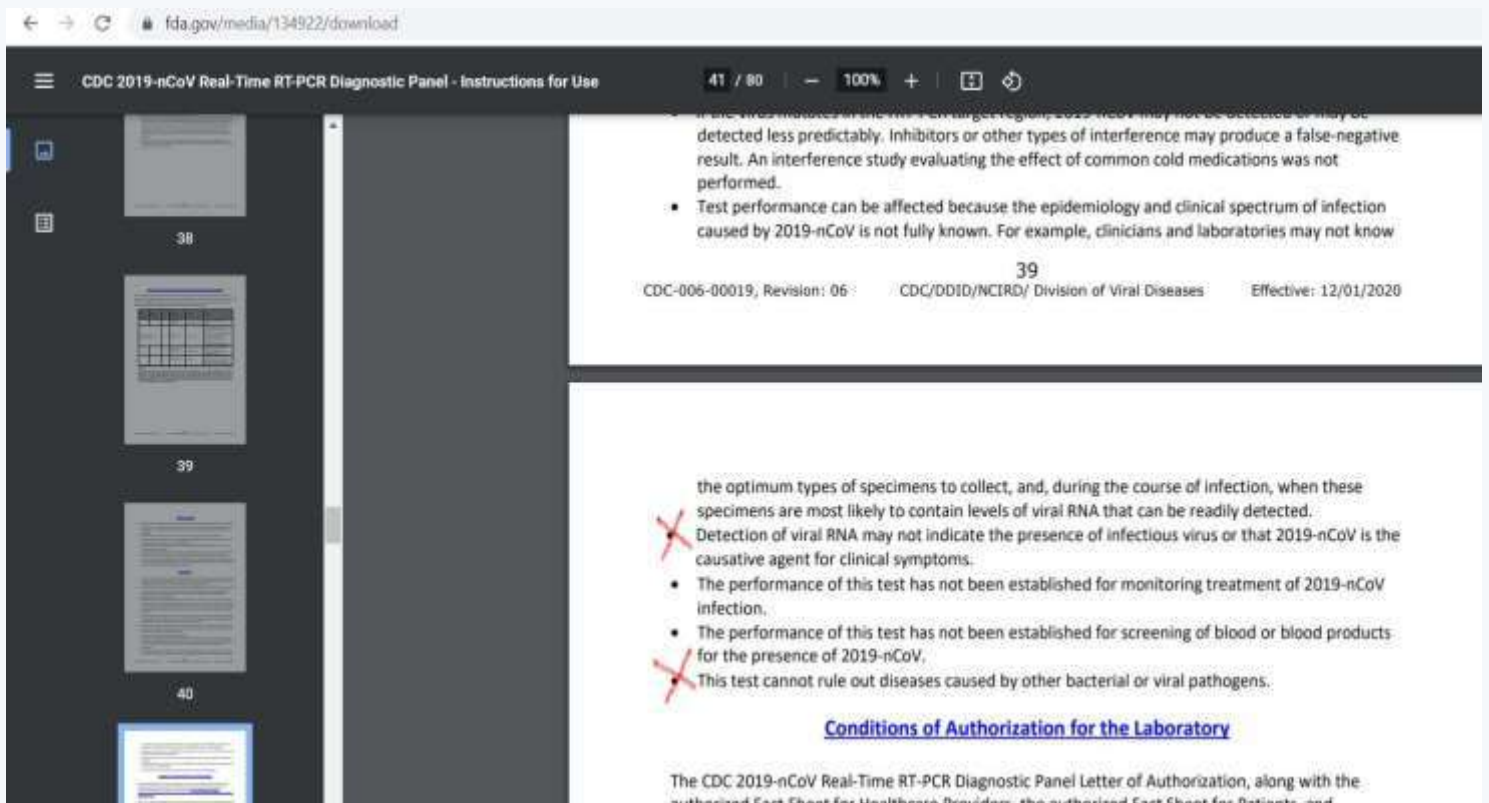 fda.gov/media/134922/download
CDC 2019-nCoV Real-Time RT-PCR Diagnostic Panel - Instructions for Use
41 / 80
100%
detected less predictably. Inhibitors or other types of interference may produce a false-negative
result. An interference study evaluating the effect of common cold medications was not
performed.
• Test performance can be affected because the epidemiology and clinical spectrum of infection
caused by 2019-nCoV is not fully known. For example, clinicians and laboratories may not know
39
CDC-006-00019, Revision: 06 CDC/DDID/NCIRD/ Division of Viral Diseases Effective: 12/01/2020
38
39
40
the optimum types of specimens to collect, and, during the course of infection, when these
specimens are most likely to contain levels of viral RNA that can be readily detected.
• Detection of viral RNA may not indicate the presence of infectious virus or that 2019-nCoV is the
causative agent for clinical symptoms.
• The performance of this test has not been established for monitoring treatment of 2019-nCoV
infection.
• The performance of this test has not been established for screening of blood or blood products
for the presence of 2019-nCoV.
• This test cannot rule out diseases caused by other bacterial or viral pathogens.
Conditions of Authorization for the Laboratory
The CDC 2019-nCoV Real-Time RT-PCR Diagnostic Panel Letter of Authorization, along with the